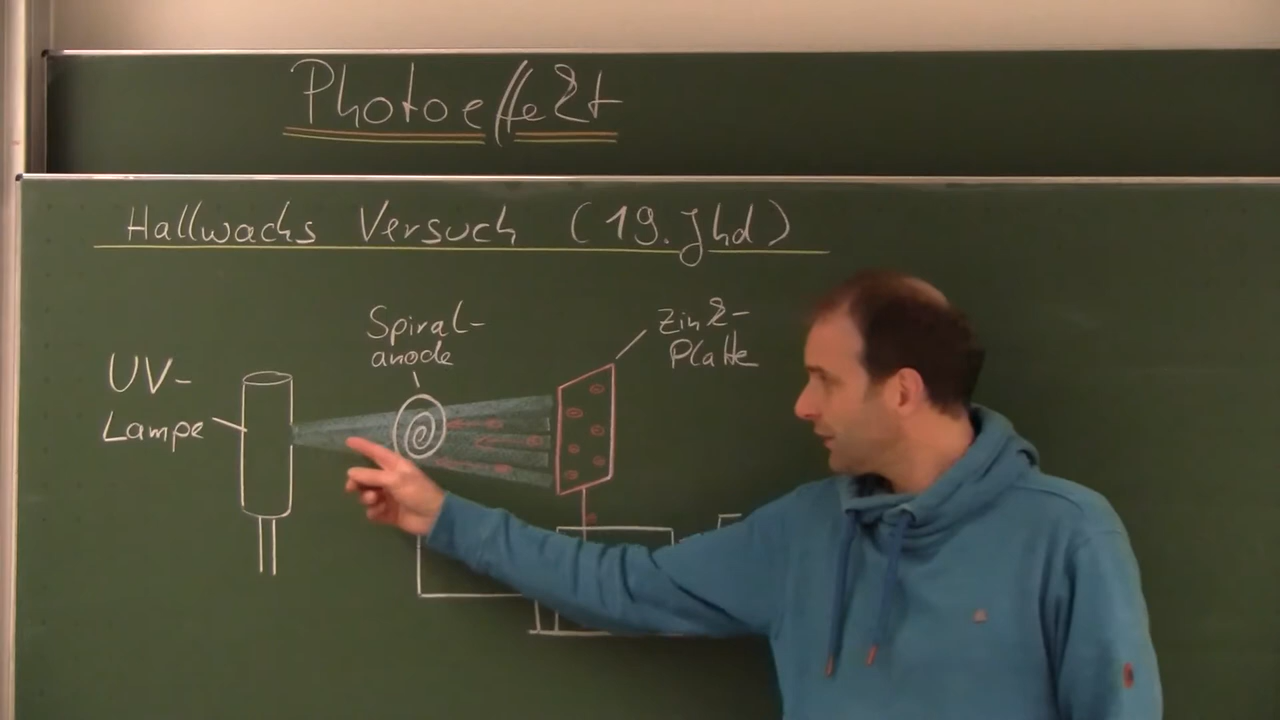 Photoeffekt
Hallwachs Versuch (19. Jhd)
Spiral-
anode
Zink-
Platte
UV-
Lampe